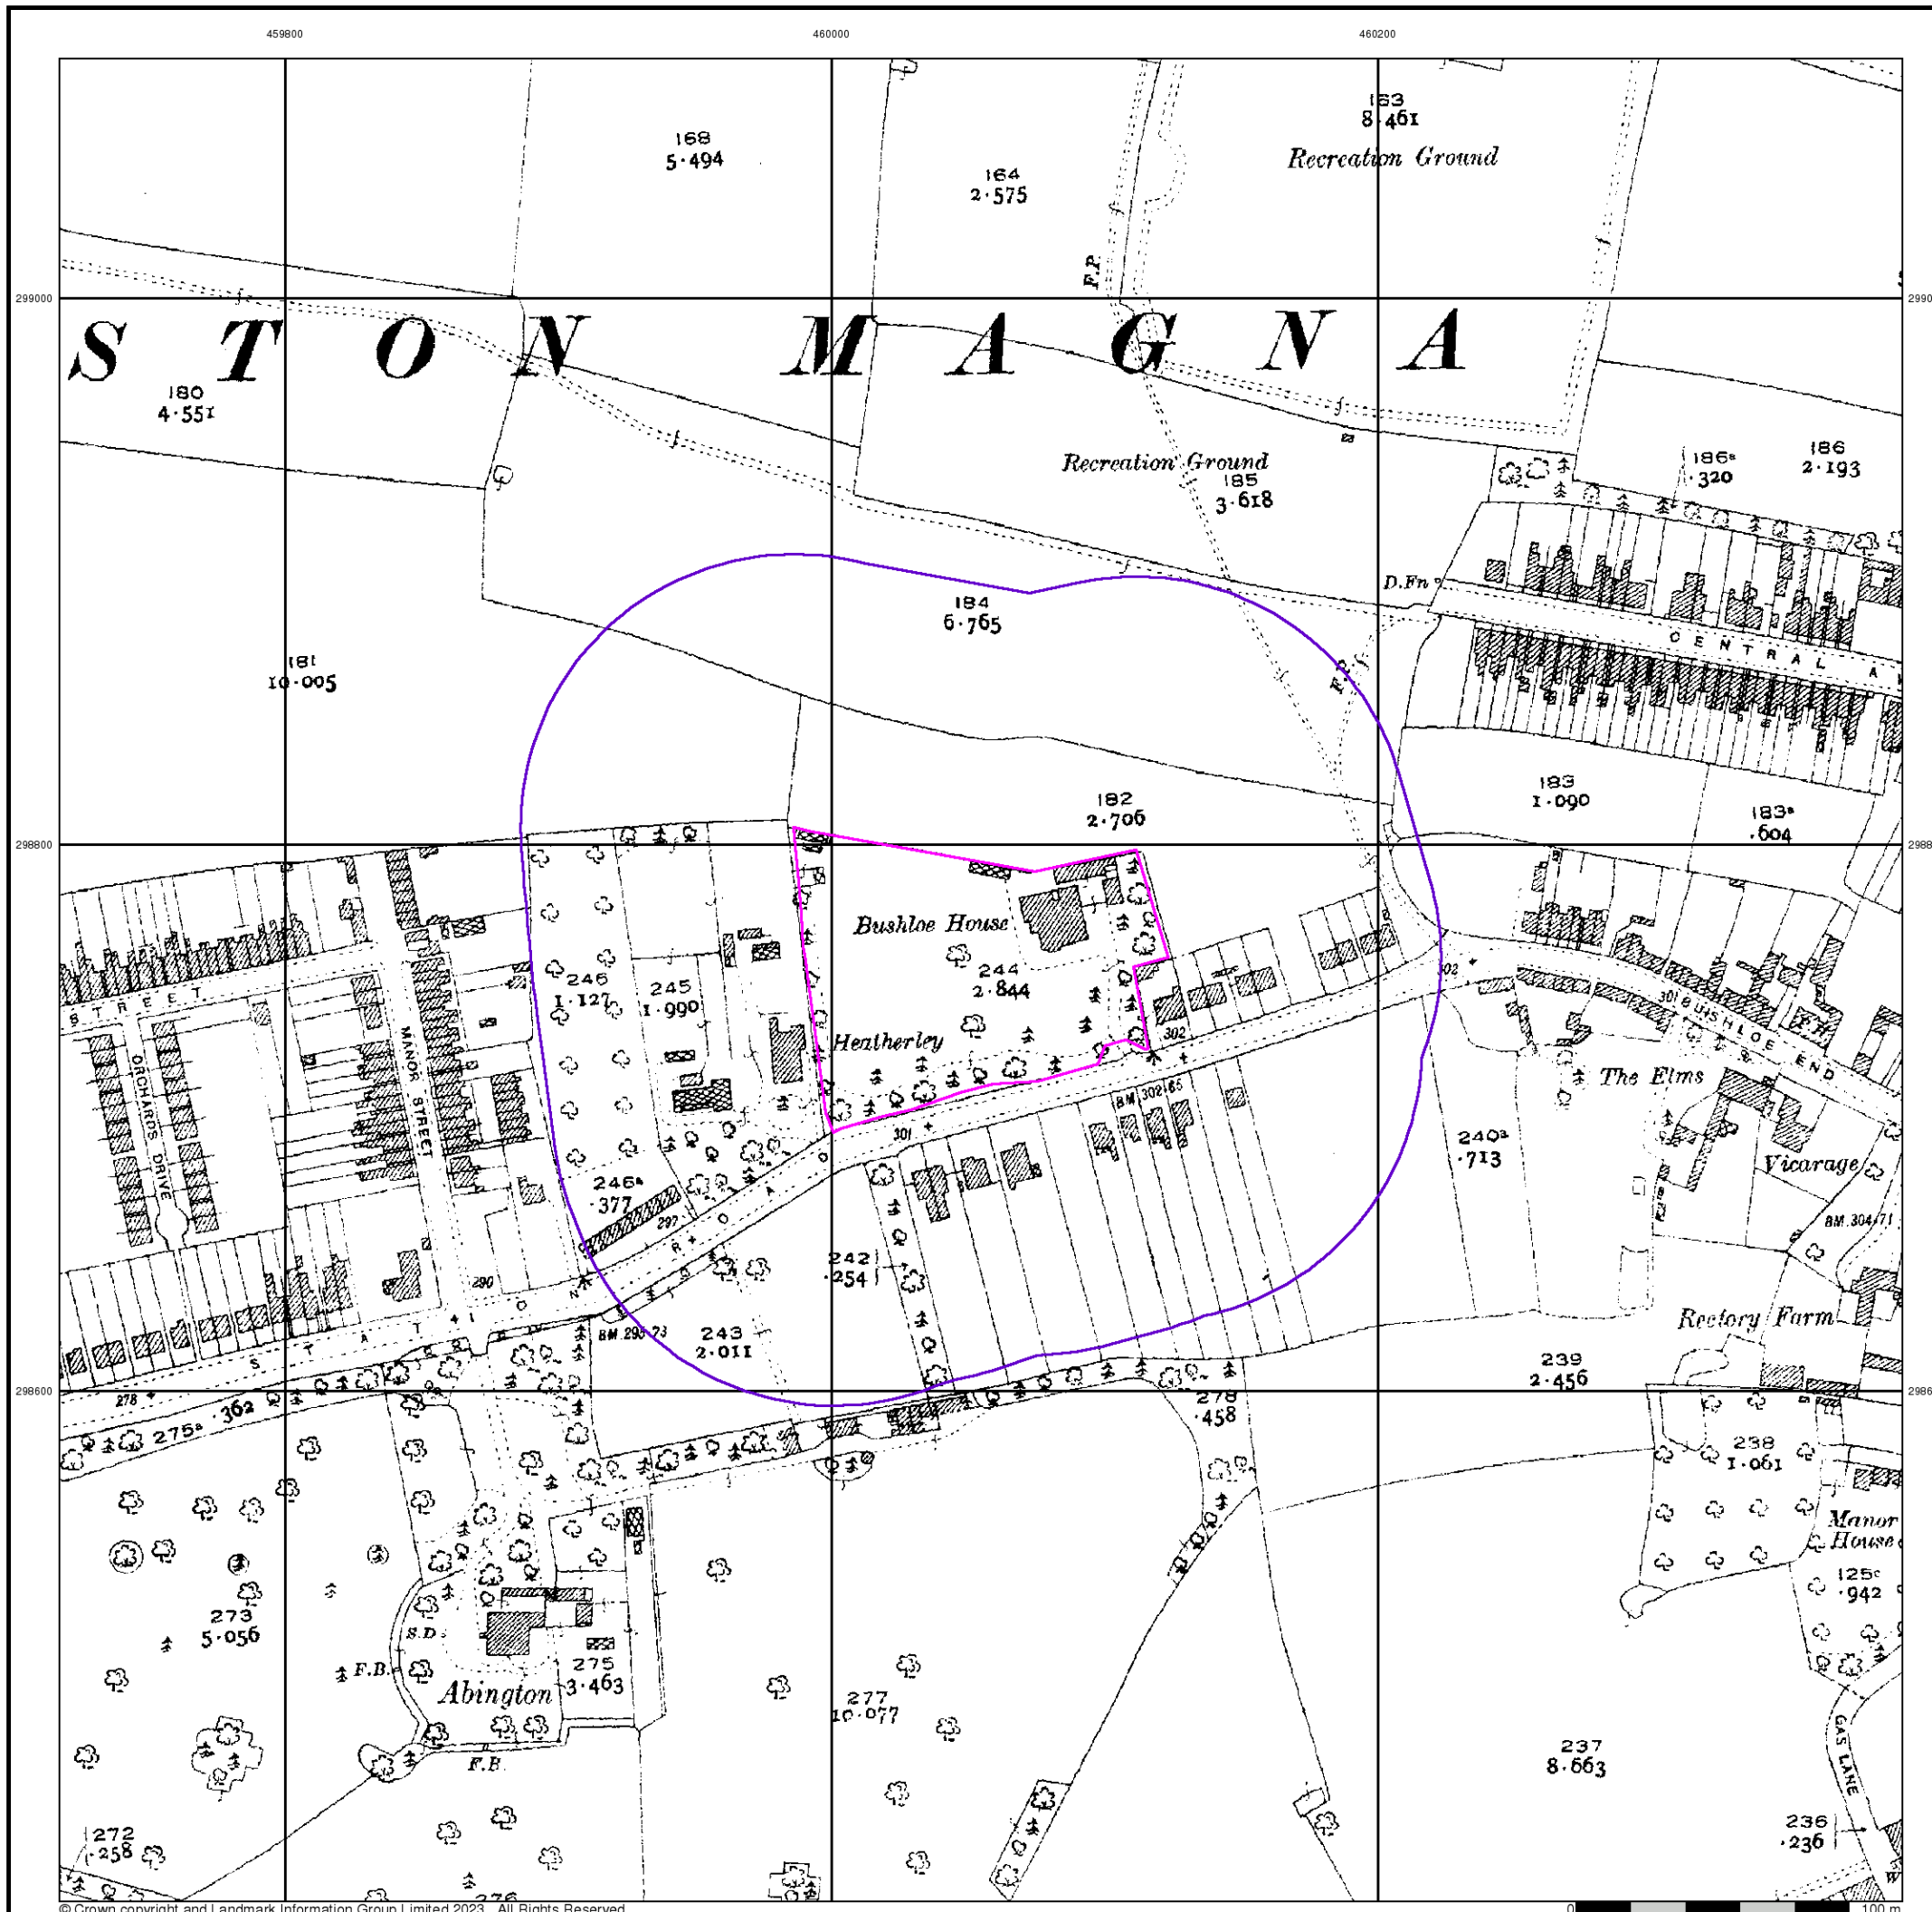 459800 460000 460200
163
8·461
Recreation Ground
168
5·494
164
2·575
F.P.
299000
STON MAGNA
180
4·551
Recreation Ground
185
3·618
186a
·320
186
2·193
D.Fn
184
6·765
CENTRAL A
F.P.
181
10·005
183
1·090
183a
·604
182
2·706
298800
Bushloe House
244
2·844
246
1·127
245
1·990
Heatherley
302
302
301
BUSHLOE END
P.H.
STREET
MANOR STREET
ORCHARDS DRIVE
The Elms
B.M. 302·66
301
240a
·713
Vicarage
B.M. 304·71
246a
·377
297
242
·254
290
STATION ROAD
B.M. 293·73
243
2·011
Rectory Farm
239
2·456
298600
278
275a ·362
278
·458
238
1·061
Manor
House
125c
·942
273
5·056
S.D
F.B.
275
3·463
Abington
277
10·077
F.B.
237
8·663
GAS LANE
272
·258
236
·236
W
276
© Crown copyright and Landmark Information Group Limited 2023. All Rights Reserved.
0 100 m